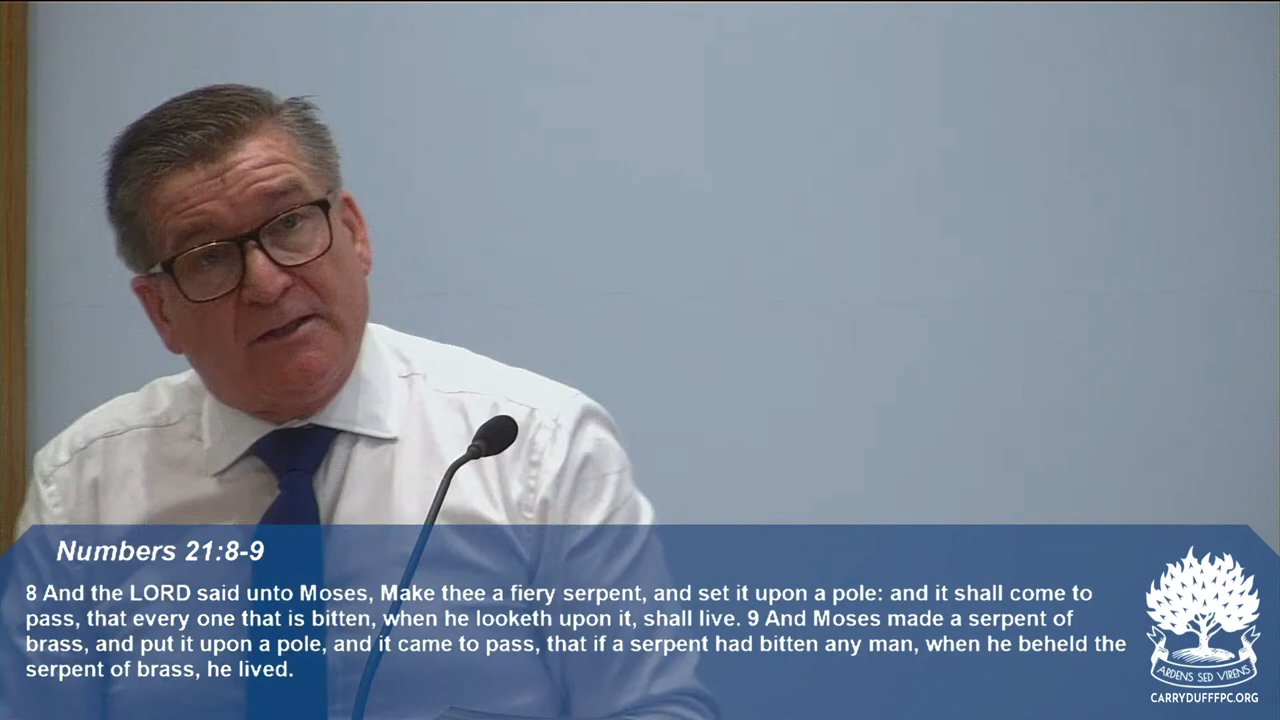 Numbers 21:8-9
8 And the LORD said unto Moses, Make thee a fiery serpent, and set it upon a pole: and it shall come to
pass, that every one that is bitten, when he looketh upon it, shall live. 9 And Moses made a serpent of
brass, and put it upon a pole, and it came to pass, that if a serpent had bitten any man, when he beheld the
serpent of brass, he lived.
ARDENS SED VIRENS
CARRYDUFFFPC.ORG